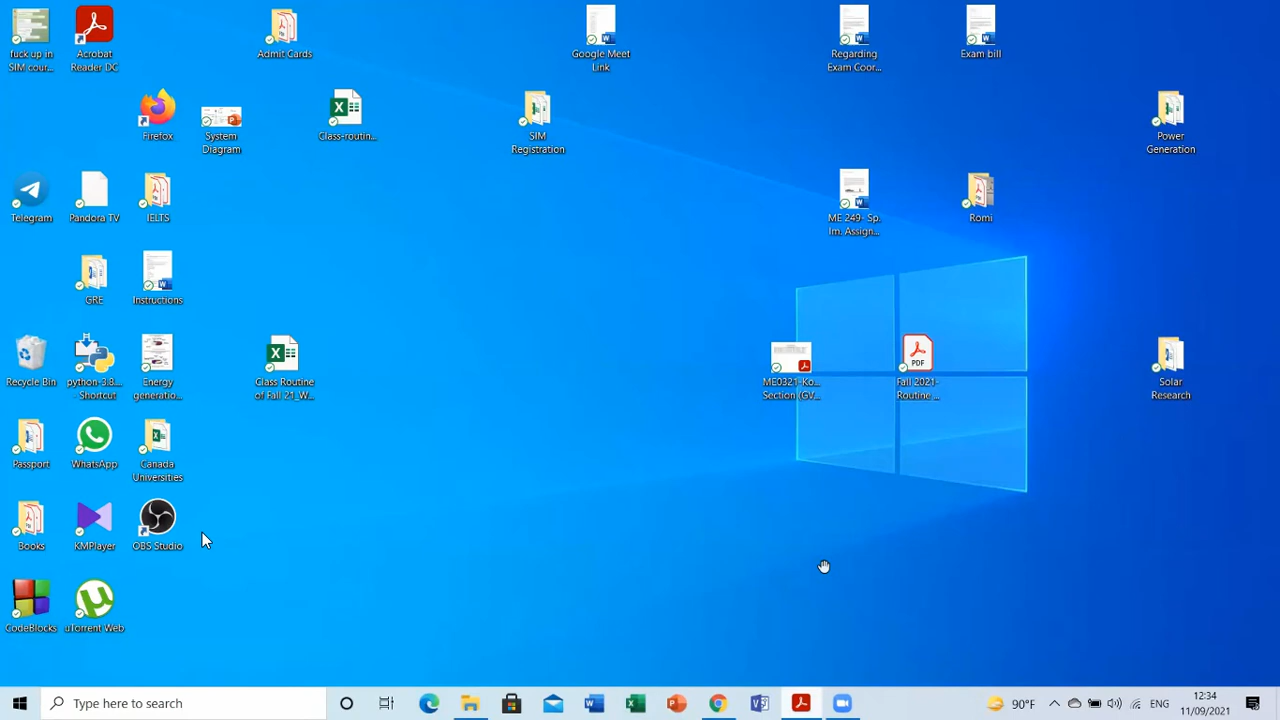 fuck up in
SIM cour...
Acrobat
Reader DC
Admit Cards
Google Meet
Link
Regarding
Exam Coor...
Exam bill
Firefox
System
Diagram
Class-routin...
SIM
Registration
Power
Generation
Telegram
Pandora TV
IELTS
ME 249- Sp.
Im. Assign...
Romi
GRE
Instructions
Recycle Bin
python-3.8....
- Shortcut
Energy
generatio...
Class Routine
of Fall 21_W...
ME0321-Ko...
Section (GV...
PDF
Fall 2021-
Routine ...
Solar
Research
Passport
WhatsApp
Canada
Universities
Books
KMPlayer
OBS Studio
CodeBlocks
uTorrent Web
Type here to search
90°F
ENG
12:34
11/09/2021